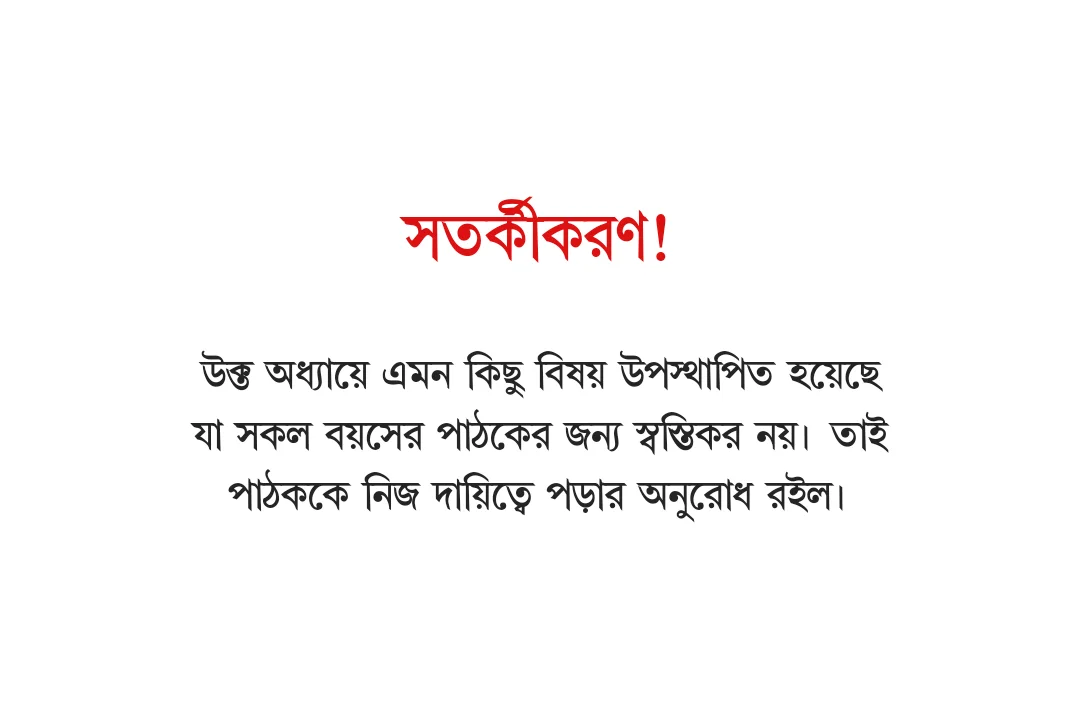 সতর্কীকরণ!
উক্ত অধ্যায়ে এমন কিছু বিষয় উপস্থাপিত হয়েছে
যা সকল বয়সের পাঠকের জন্য স্বস্তিকর নয়। তাই
পাঠককে নিজ দায়িত্বে পড়ার অনুরোধ রইল।